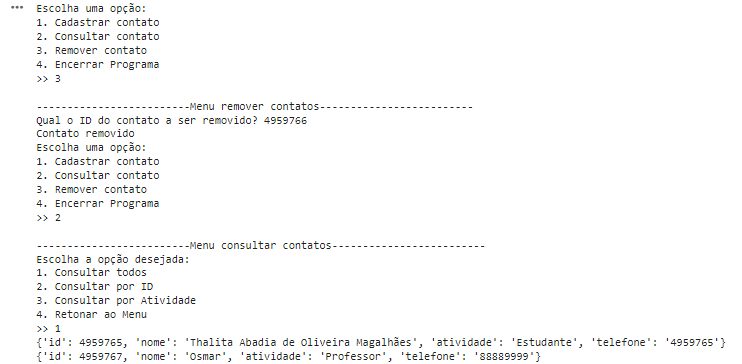 Escolha uma opção:
1. Cadastrar contato
2. Consultar contato
3. Remover contato
4. Encerrar Programa
>> 3
-------------------------Menu remover contatos-------------------------
Qual o ID do contato a ser removido? 4959766
Contato removido
Escolha uma opção:
1. Cadastrar contato
2. Consultar contato
3. Remover contato
4. Encerrar Programa
>> 2
-------------------------Menu consultar contatos-------------------------
Escolha a opção desejada:
1. Consultar todos
2. Consultar por ID
3. Consultar por Atividade
4. Retonar ao Menu
>> 1
{'id': 4959765, 'nome': 'Thalita Abadia de Oliveira Magalhães', 'atividade': 'Estudante', 'telefone': '4959765'}
{'id': 4959767, 'nome': 'Osmar', 'atividade': 'Professor', 'telefone': '88889999'}